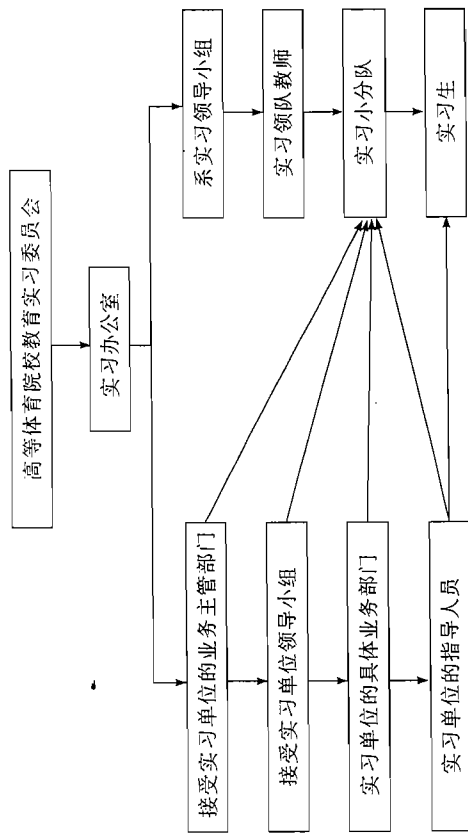 高等体育院校教育实习委员会
实习办公室
接受实习单位的业务主管部门
接受实习单位领导小组
实习单位的具体业务部门
实习单位的指导人员
系实习领导小组
实习领队教师
实习小分队
实习生